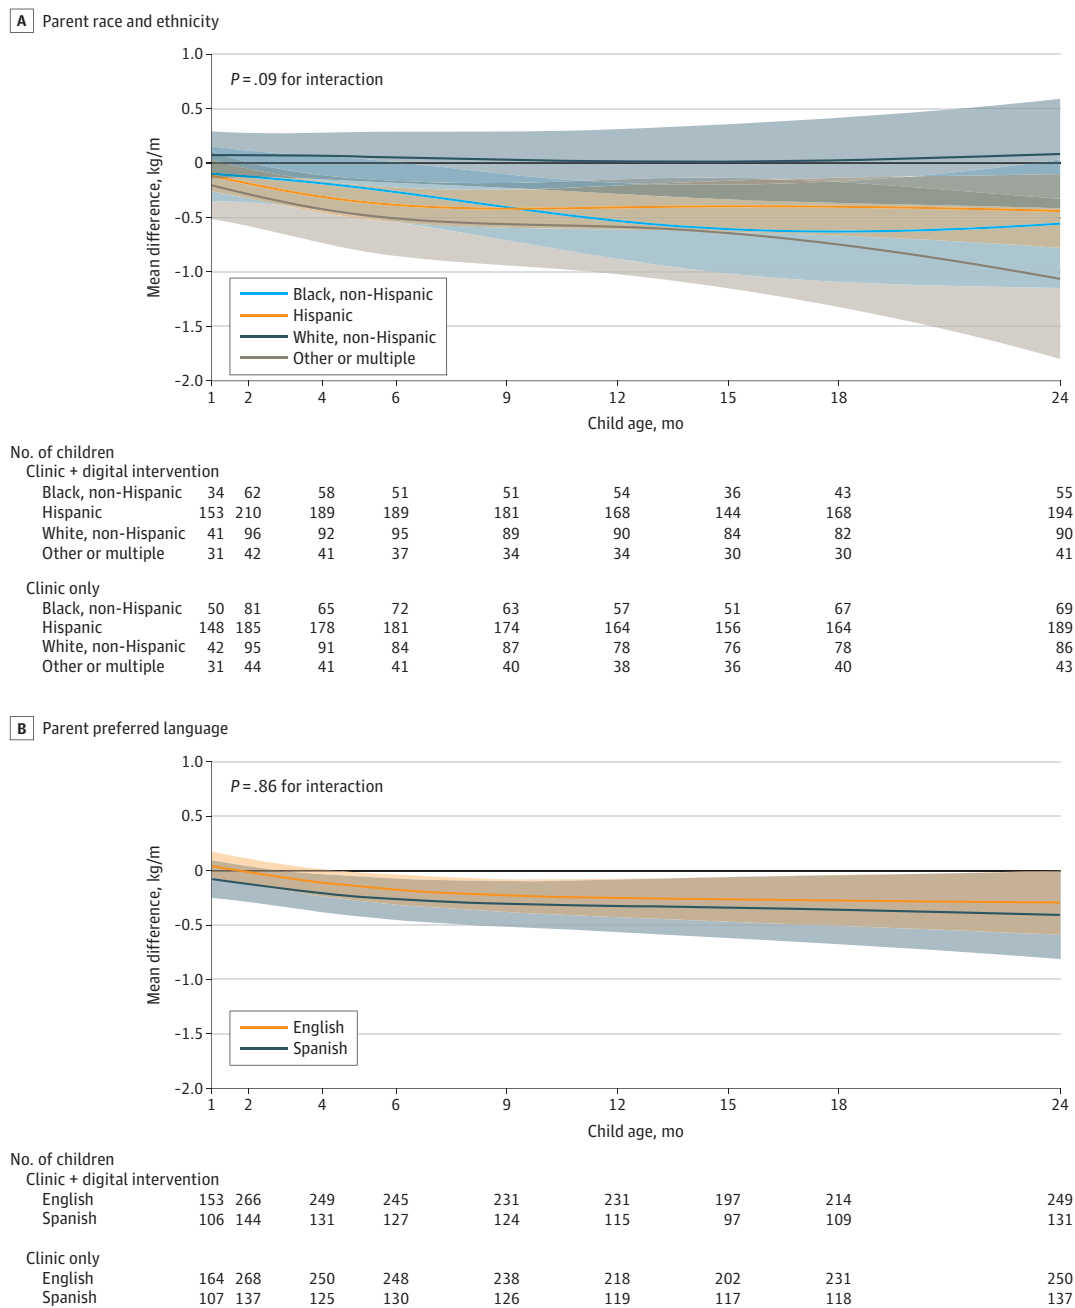 A Parent race and ethnicity
1.0
0.5
0
-0.5
-1.0
-1.5
-2.0
Mean difference, kg/m
P = .09 for interaction
Black, non-Hispanic
Hispanic
White, non-Hispanic
Other or multiple
1 2 4 6 9 12 15 18 24
Child age, mo
No. of children
Clinic + digital intervention
Black, non-Hispanic 34 62 58 51 51 54 36 43 55
Hispanic 153 210 189 189 181 168 144 168 194
White, non-Hispanic 41 96 92 95 89 90 84 82 90
Other or multiple 31 42 41 37 34 34 30 30 41
Clinic only
Black, non-Hispanic 50 81 65 72 63 57 51 67 69
Hispanic 148 185 178 181 174 164 156 164 189
White, non-Hispanic 42 95 91 84 87 78 76 78 86
Other or multiple 31 44 41 41 40 38 36 40 43
B Parent preferred language
1.0
0.5
0
-0.5
-1.0
-1.5
-2.0
Mean difference, kg/m
P = .86 for interaction
English
Spanish
1 2 4 6 9 12 15 18 24
Child age, mo
No. of children
Clinic + digital intervention
English 153 266 249 245 231 231 197 214 249
Spanish 106 144 131 127 124 115 97 109 131
Clinic only
English 164 268 250 248 238 218 202 231 250
Spanish 107 137 125 130 126 119 117 118 137